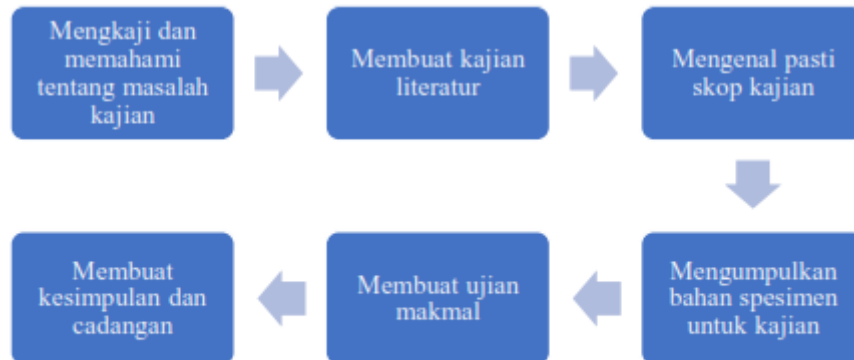 Mengkaji dan
memahami
tentang masalah
kajian
Membuat kajian
literatur
Mengenal pasti
skop kajian
Mengumpulkan
bahan spesimen
untuk kajian
Membuat ujian
makmal
Membuat
kesimpulan dan
cadangan